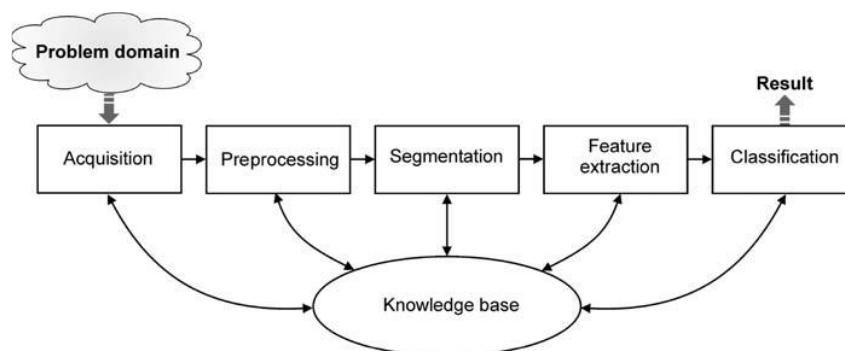 Problem domain
Result
Acquisition
Preprocessing
Segmentation
Feature
extraction
Classification
Knowledge base